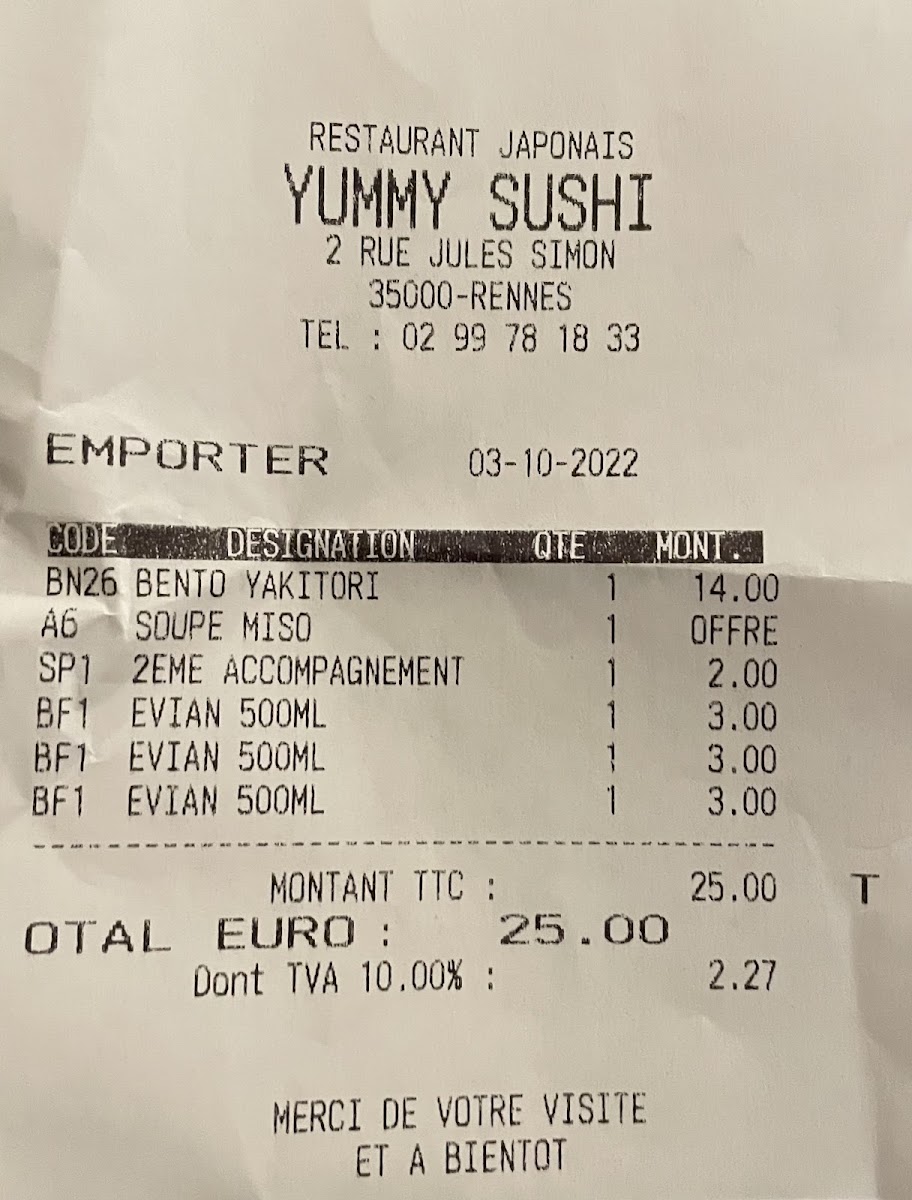 RESTAURANT JAPONAIS
YUMMY SUSHI
2 RUE JULES SIMON
35000-RENNES
TEL : 02 99 78 18 33
EMPORTER 03-10-2022
CODE DESIGNATION QTE MONT.
BN26 BENTO YAKITORI 1 14.00
A6 SOUPE MISO 1 OFFRE
SP1 2EME ACCOMPAGNEMENT 1 2.00
BF1 EVIAN 500ML 1 3.00
BF1 EVIAN 500ML 1 3.00
BF1 EVIAN 500ML 1 3.00
MONTANT TTC : 25.00 T
OTAL EURO : 25.00
Dont TVA 10.00% : 2.27
MERCI DE VOTRE VISITE
ET A BIENTOT